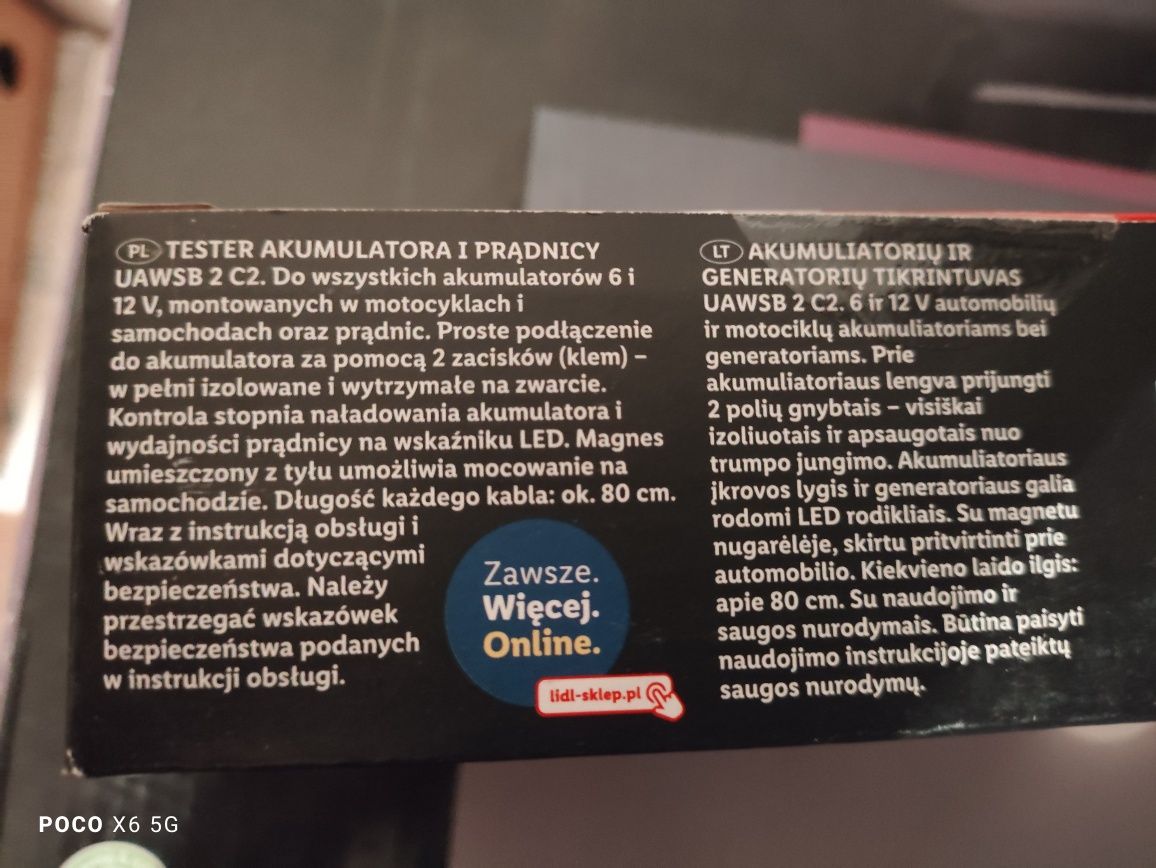 PL TESTER AKUMULATORA I PRĄDNICY
UAWSB 2 C2. Do wszystkich akumulatorów 6 i
12 V, montowanych w motocyklach i
samochodach oraz prądnic. Proste podłączenie
do akumulatora za pomocą 2 zacisków (klem) –
w pełni izolowane i wytrzymałe na zwarcie.
Kontrola stopnia naładowania akumulatora i
wydajności prądnicy na wskaźniku LED. Magnes
umieszczony z tyłu umożliwia mocowanie na
samochodzie. Długość każdego kabla: ok. 80 cm.
Wraz z instrukcją obsługi i
wskazówkami dotyczącymi
bezpieczeństwa. Należy
przestrzegać wskazówek
bezpieczeństwa podanych
w instrukcji obsługi.
Zawsze.
Więcej.
Online.
lidl-sklep.pl
LT AKUMULIATORIŲ IR
GENERATORIŲ TIKRINTUVAS
UAWSB 2 C2. 6 ir 12 V automobilių
ir motociklų akumuliatoriams bei
generatoriams. Prie
akumuliatoriaus lengva prijungti
2 polių gnybtais – visiškai
izoliuotais ir apsaugotais nuo
trumpo jungimo. Akumuliatoriaus
įkrovos lygis ir generatoriaus galia
rodomi LED rodikliais. Su magnetu
nugarėlėje, skirtu pritvirtinti prie
automobilio. Kiekvieno laido ilgis:
apie 80 cm. Su naudojimo ir
saugos nurodymais. Būtina paisyti
naudojimo instrukcijoje pateiktų
saugos nurodymų.
POCO X6 5G